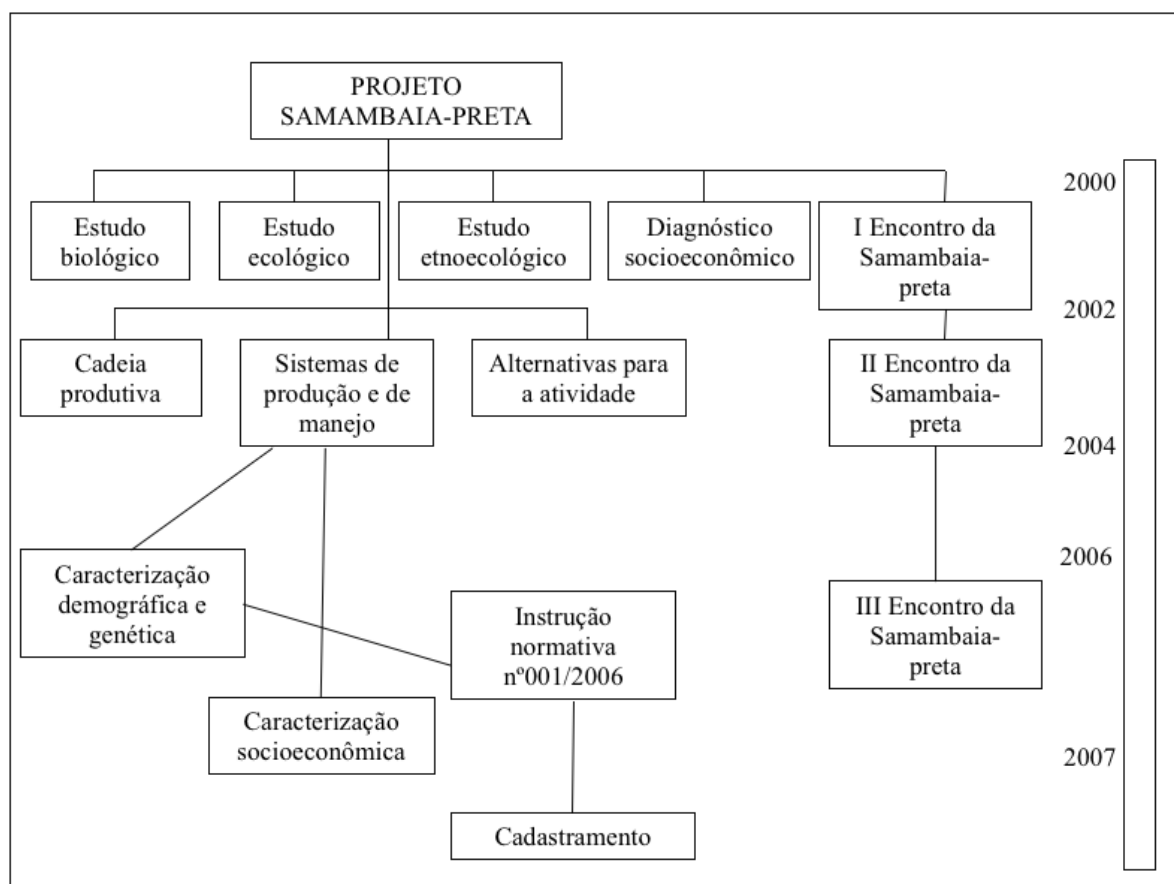 PROJETO
SAMAMBAIA-PRETA
2000
Estudo
biológico
Estudo
ecológico
Estudo
etnoecológico
Diagnóstico
socioeconômico
I Encontro da
Samambaia-
preta
2002
Cadeia
produtiva
Sistemas de
produção e de
manejo
Alternativas para
a atividade
II Encontro da
Samambaia-
preta
2004
2006
Caracterização
demográfica e
genética
Instrução
normativa
nº001/2006
III Encontro da
Samambaia-
preta
Caracterização
socioeconômica
2007
Cadastramento